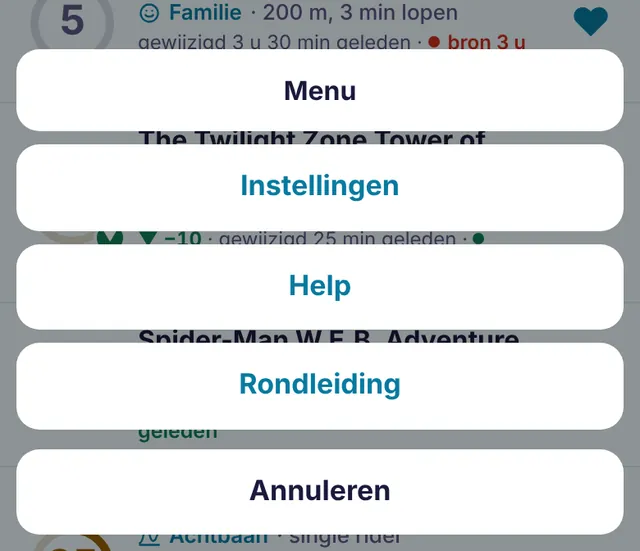 5
Familie · 200 m, 3 min lopen
gewijzigd 3 u 30 min geleden · ● bron 3 u
Menu
The Twilight Zone Tower of
Instellingen
▼ −10 · gewijzigd 25 min geleden · ●
Help
Spider-Man W.E.B. Adventure
Rondleiding
geleden
Annuleren
Achtbaan · single rider